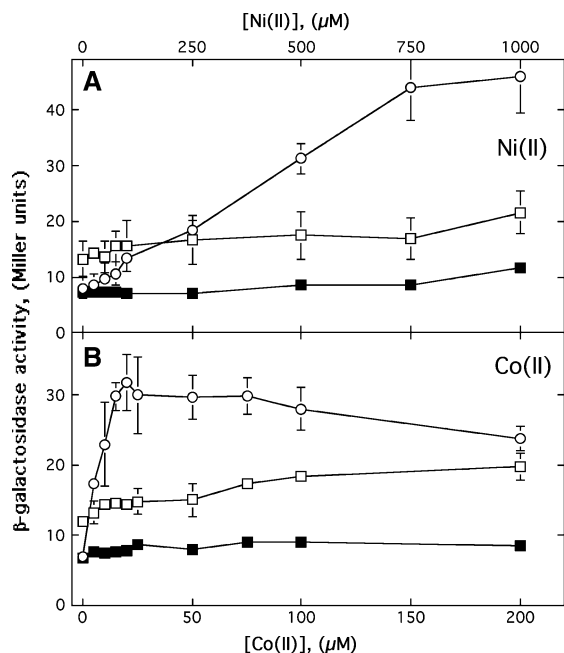 [Ni(II)], (µM)
0 250 500 750 1000
A
40
30
20
10
0
Ni(II)
B
30
20
10
0
Co(II)
β-galactosidase activity, (Miller units)
0 50 100 150 200
[Co(II)], (µM)